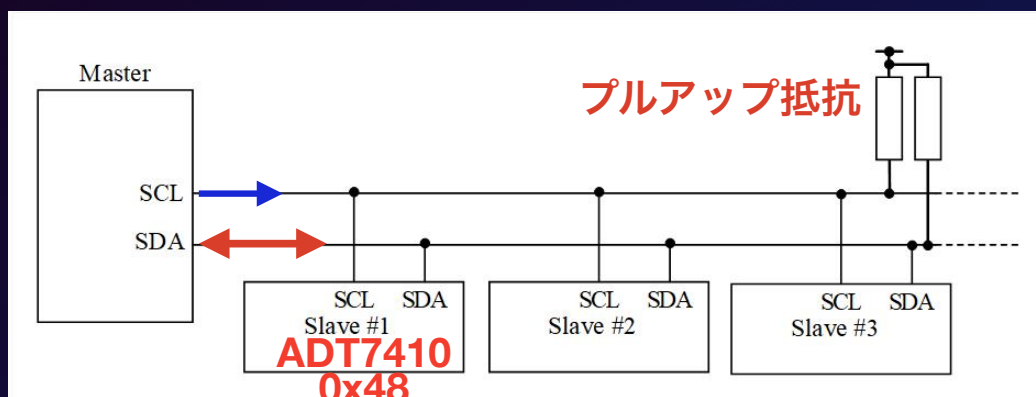 Master
プルアップ抵抗
SCL
SDA
SCL SDA
Slave #1
ADT7410
0x48
SCL SDA
Slave #2
SCL SDA
Slave #3